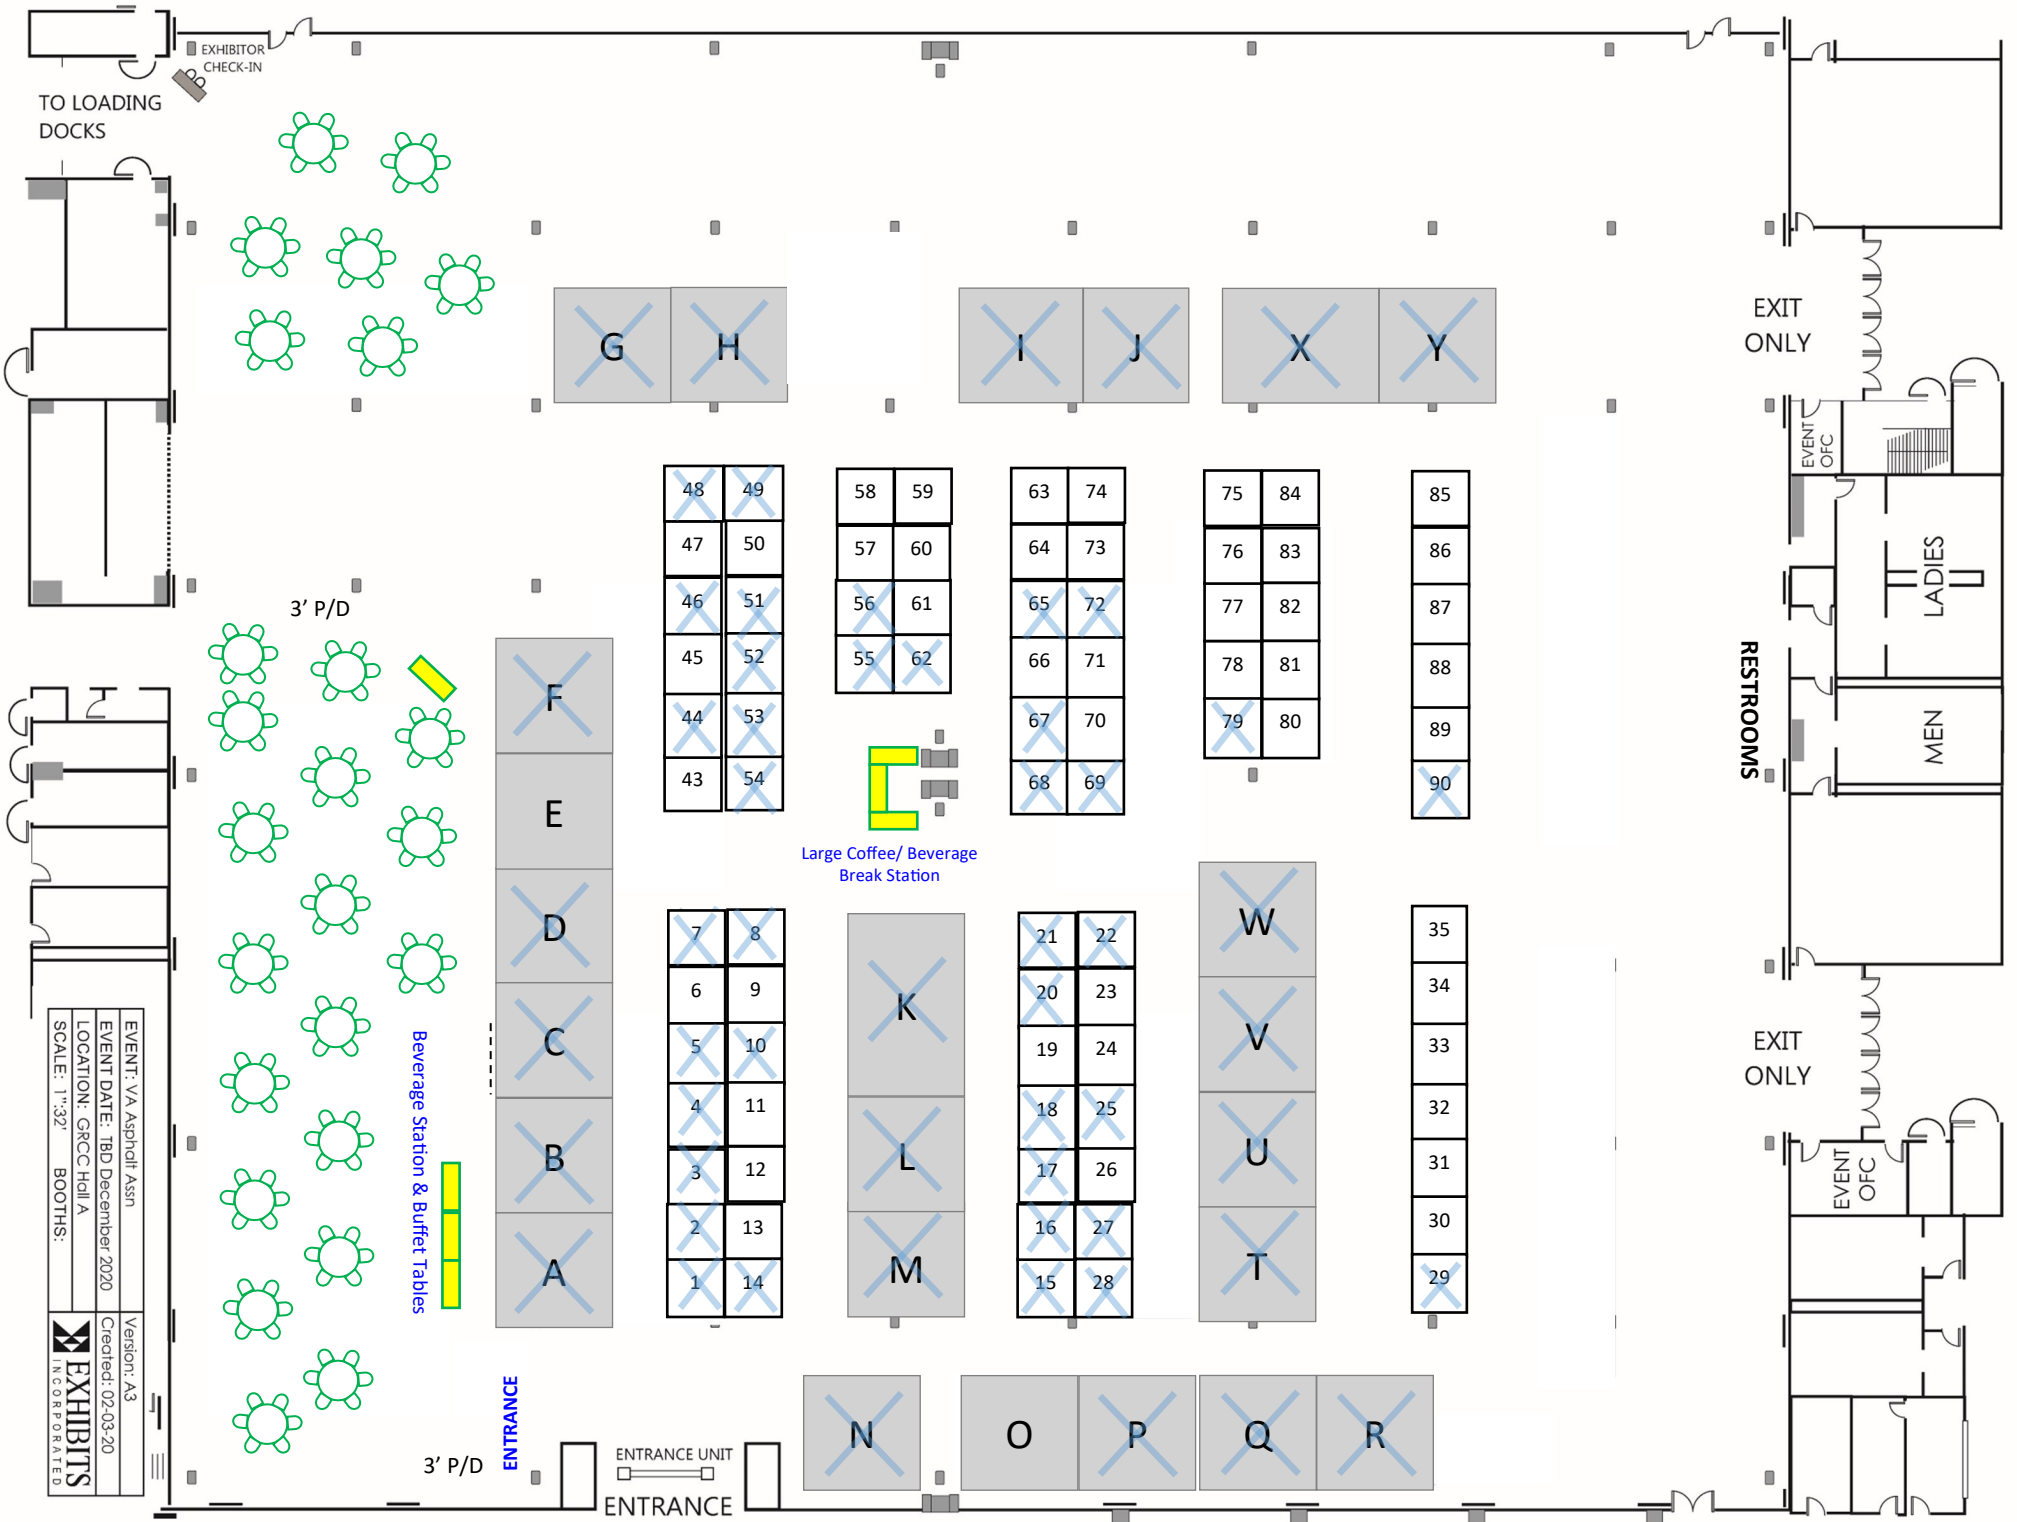 EXHIBITOR
CHECK-IN
TO LOADING
DOCKS
G H I J X Y
EXIT
ONLY
EVENT
OFC
48 49 58 59 63 74 75 84 85
47 50 57 60 64 73 76 83 86
46 51 56 61 65 72 77 82 87
45 52 55 62 66 71 78 81 88
44 53 67 70 79 80 89
43 54 68 69 90
3’ P/D
LADIES
MEN
RESTROOMS
F
E
D
C
B
A
Large Coffee/ Beverage
Break Station
7 8 21 22 35
6 9 20 23 34
5 10 19 24 33
4 11 18 25 32
3 12 17 26 31
2 13 16 27 30
1 14 15 28 29
K
L
M
W
V
U
T
EXIT
ONLY
EVENT
OFC
Beverage Station & Buffet Tables
N O P Q R
ENTRANCE
3’ P/D
ENTRANCE UNIT
ENTRANCE
EVENT: VA Asphalt Assn
EVENT DATE: TBD December 2020
LOCATION: GRCC Hall A
SCALE: 1":32' BOOTHS:
Version: A3
Created: 02-03-20
EXHIBITS
INCORPORATED